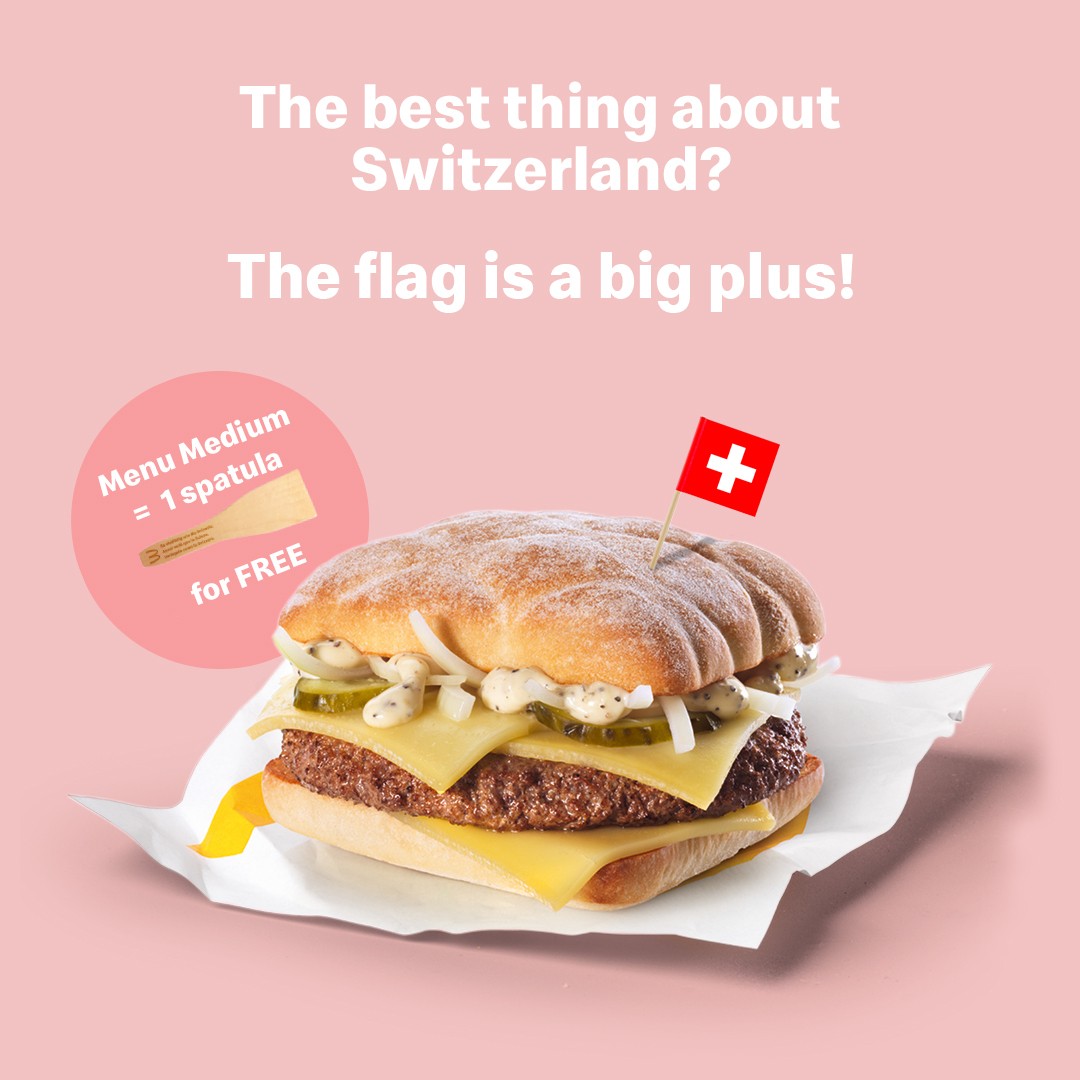 The best thing about
Switzerland?
The flag is a big plus!
Menu Medium
= 1 spatula
for FREE